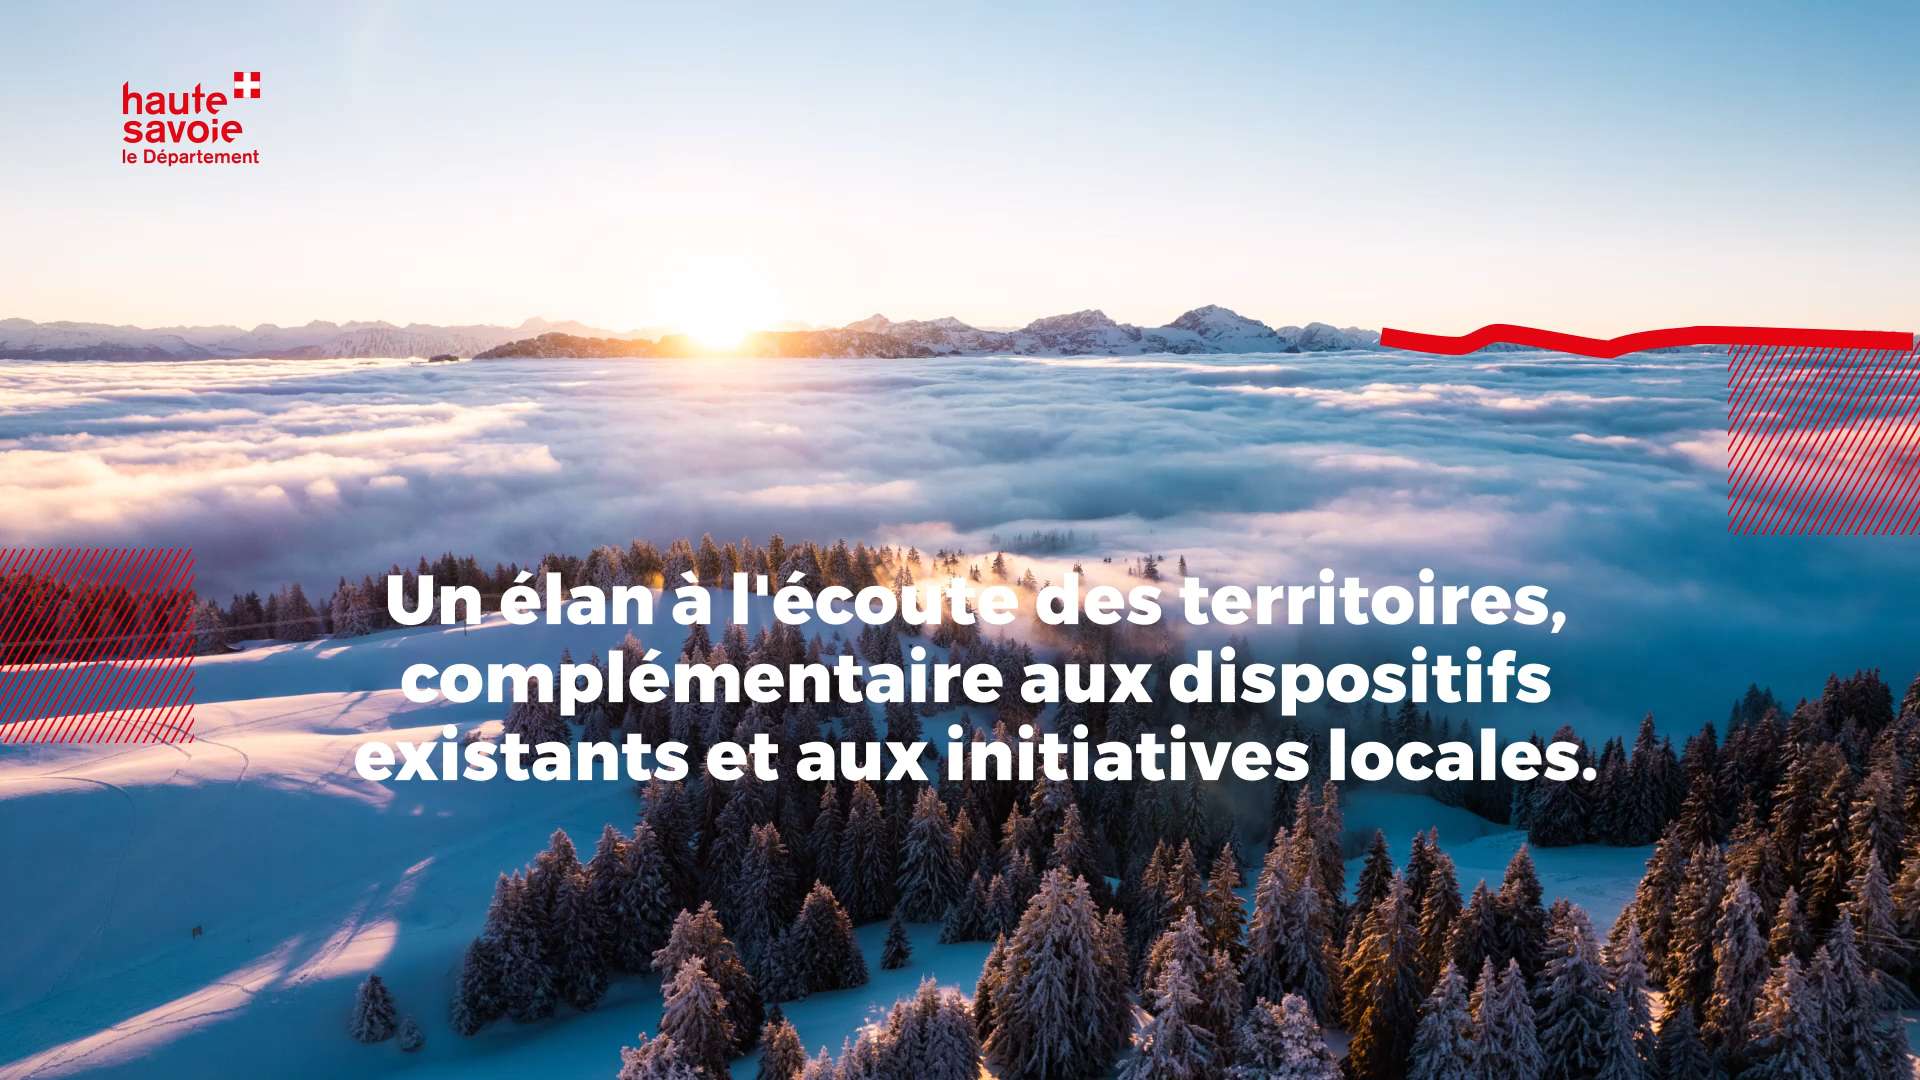 haute
savoie
le Département
Un élan à l'écoute des territoires,
complémentaire aux dispositifs
existants et aux initiatives locales.